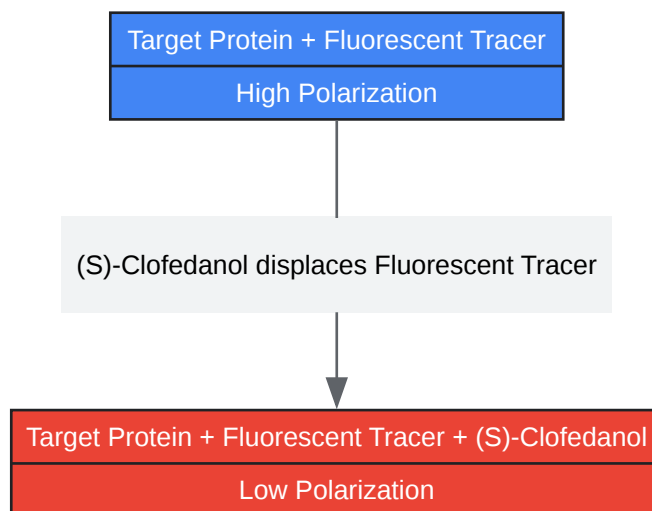 Target Protein + Fluorescent Tracer
High Polarization
(S)-Clofedanol displaces Fluorescent Tracer
Target Protein + Fluorescent Tracer + (S)-Clofedanol
Low Polarization